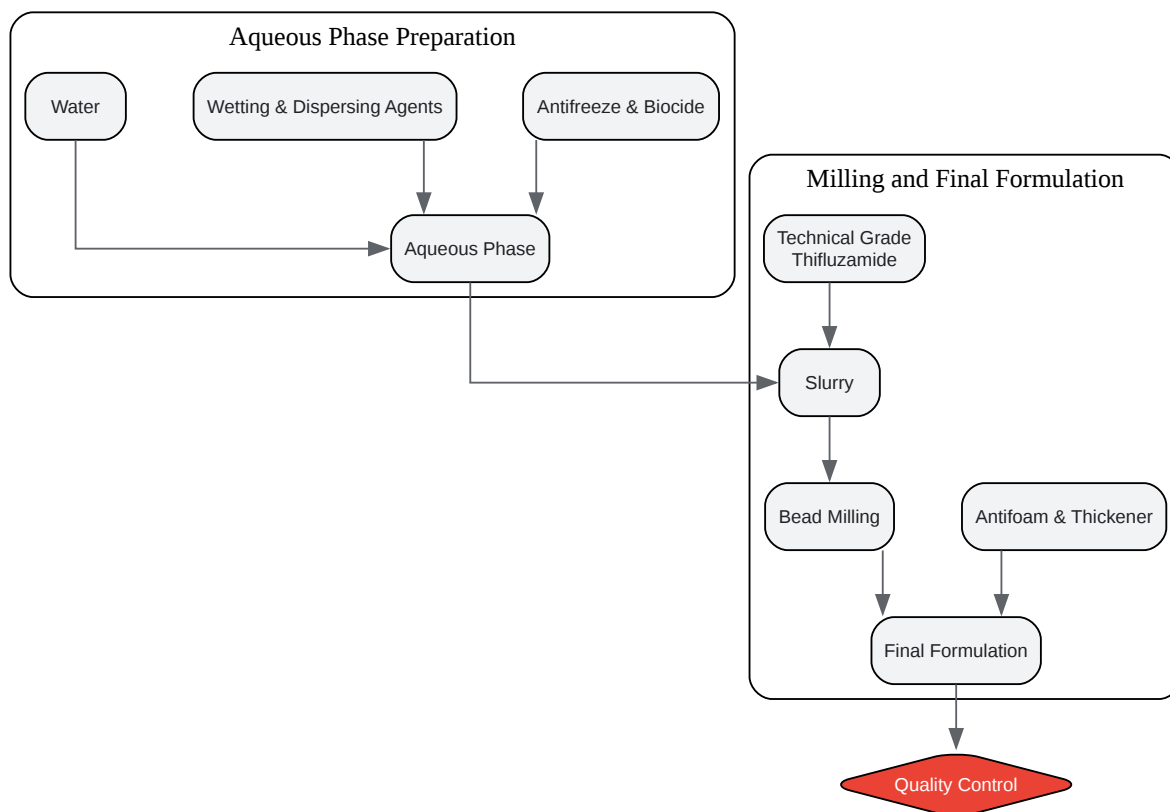 Aqueous Phase Preparation
Water
Wetting & Dispersing Agents
Antifreeze & Biocide
Aqueous Phase
Milling and Final Formulation
Technical Grade
Thifluzamide
Slurry
Bead Milling
Antifoam & Thickener
Final Formulation
Quality Control